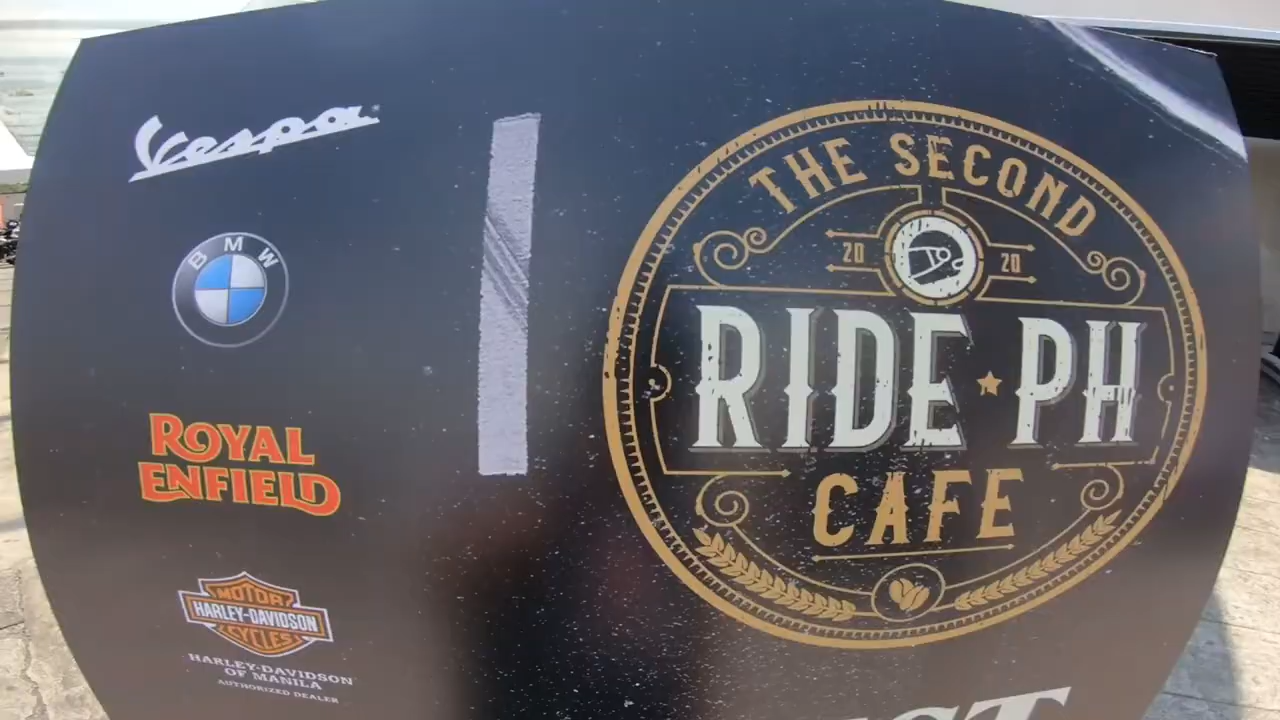 Vespa
BMW
ROYAL
ENFIELD
MOTOR
HARLEY-DAVIDSON
CYCLES
HARLEY-DAVIDSON
OF MANILA
AUTHORIZED DEALER
THE SECOND
20 20
RIDE PH
CAFE